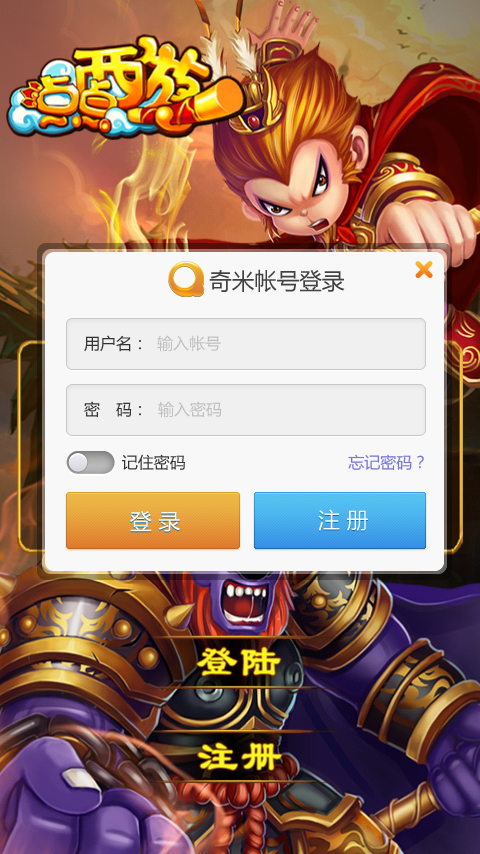 点点西游
奇米帐号登录
用户名： 输入帐号
密 码： 输入密码
记住密码 忘记密码？
登录 注册
登陆
注册